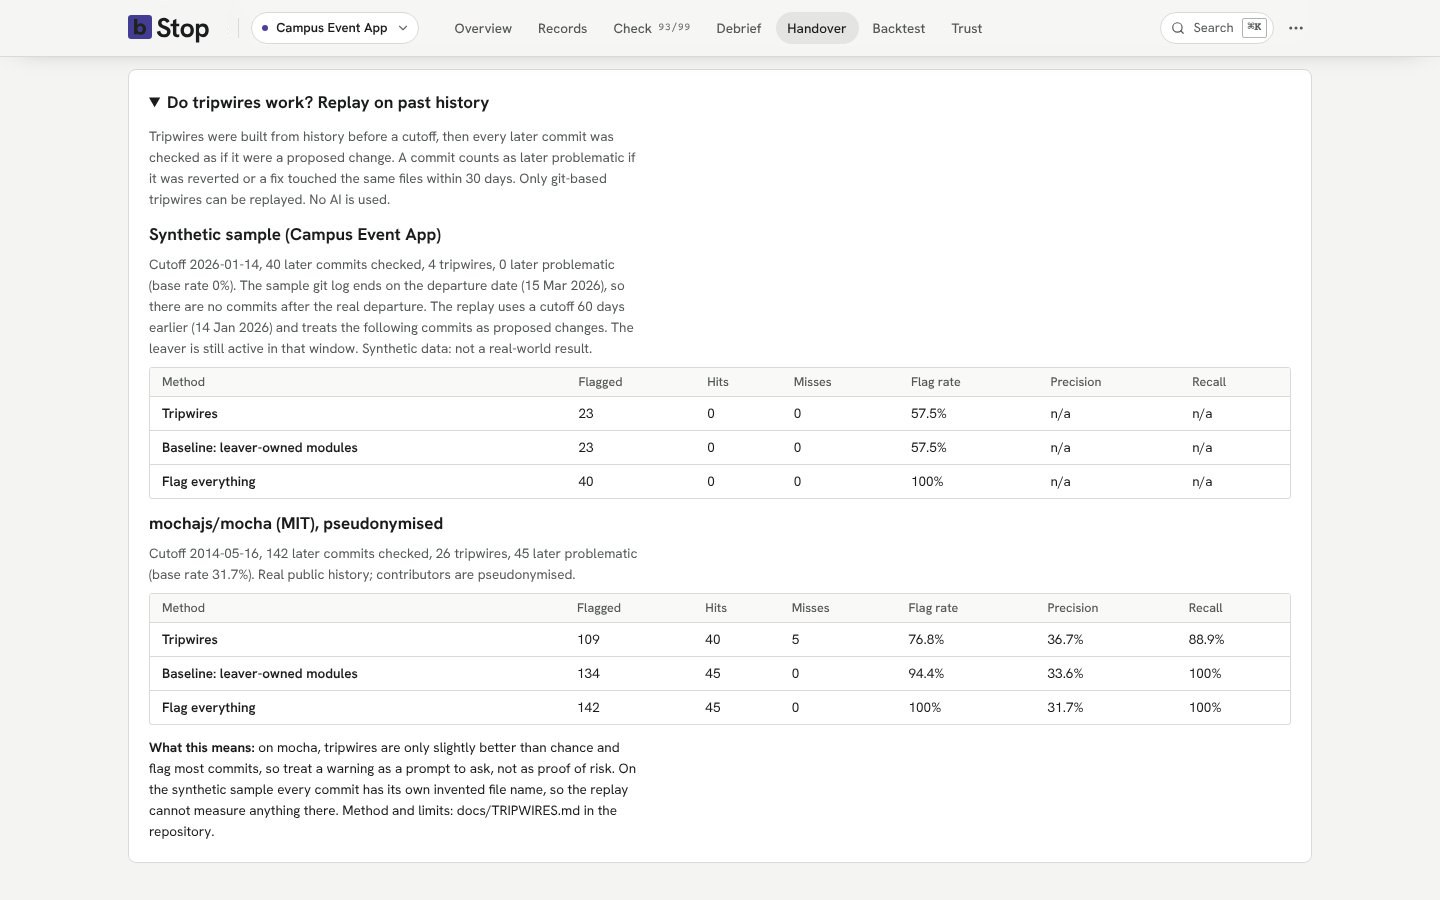 b Stop
Campus Event App
Overview
Records
Check 93/99
Debrief
Handover
Backtest
Trust
Search ⌘K
Do tripwires work? Replay on past history
Tripwires were built from history before a cutoff, then every later commit was
checked as if it were a proposed change. A commit counts as later problematic if
it was reverted or a fix touched the same files within 30 days. Only git-based
tripwires can be replayed. No AI is used.
Synthetic sample (Campus Event App)
Cutoff 2026-01-14, 40 later commits checked, 4 tripwires, 0 later problematic
(base rate 0%). The sample git log ends on the departure date (15 Mar 2026), so
there are no commits after the real departure. The replay uses a cutoff 60 days
earlier (14 Jan 2026) and treats the following commits as proposed changes. The
leaver is still active in that window. Synthetic data: not a real-world result.
Method Flagged Hits Misses Flag rate Precision Recall
Tripwires 23 0 0 57.5% n/a n/a
Baseline: leaver-owned modules 23 0 0 57.5% n/a n/a
Flag everything 40 0 0 100% n/a n/a
mochajs/mocha (MIT), pseudonymised
Cutoff 2014-05-16, 142 later commits checked, 26 tripwires, 45 later problematic
(base rate 31.7%). Real public history; contributors are pseudonymised.
Method Flagged Hits Misses Flag rate Precision Recall
Tripwires 109 40 5 76.8% 36.7% 88.9%
Baseline: leaver-owned modules 134 45 0 94.4% 33.6% 100%
Flag everything 142 45 0 100% 31.7% 100%
What this means: on mocha, tripwires are only slightly better than chance and
flag most commits, so treat a warning as a prompt to ask, not as proof of risk. On
the synthetic sample every commit has its own invented file name, so the replay
cannot measure anything there. Method and limits: docs/TRIPWIRES.md in the
repository.